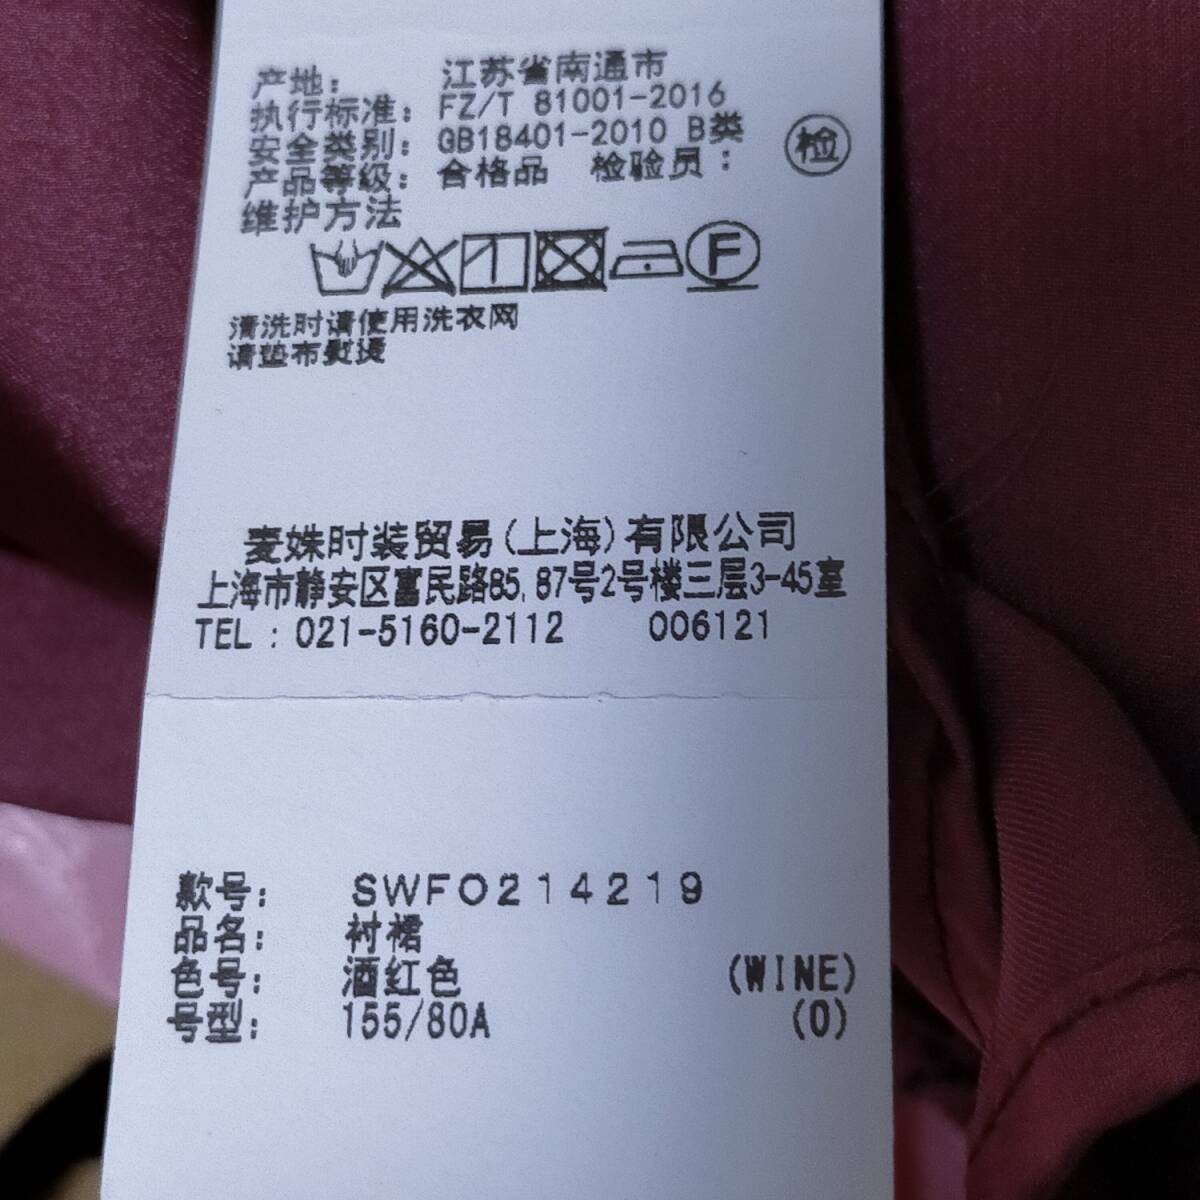 产地： 江苏省南通市
执行标准： FZ/T 81001-2016
安全类别： GB18401-2010 B类
产品等级： 合格品 检验员： 检
维护方法
F
清洗时请使用洗衣网
请垫布熨烫
麦姝时装贸易(上海)有限公司
上海市静安区富民路85,87号2号楼三层3-45室
TEL : 021-5160-2112 006121
款号： SWFO214219
品名： 衬裙
色号： 酒红色 (WINE)
号型： 155/80A (0)